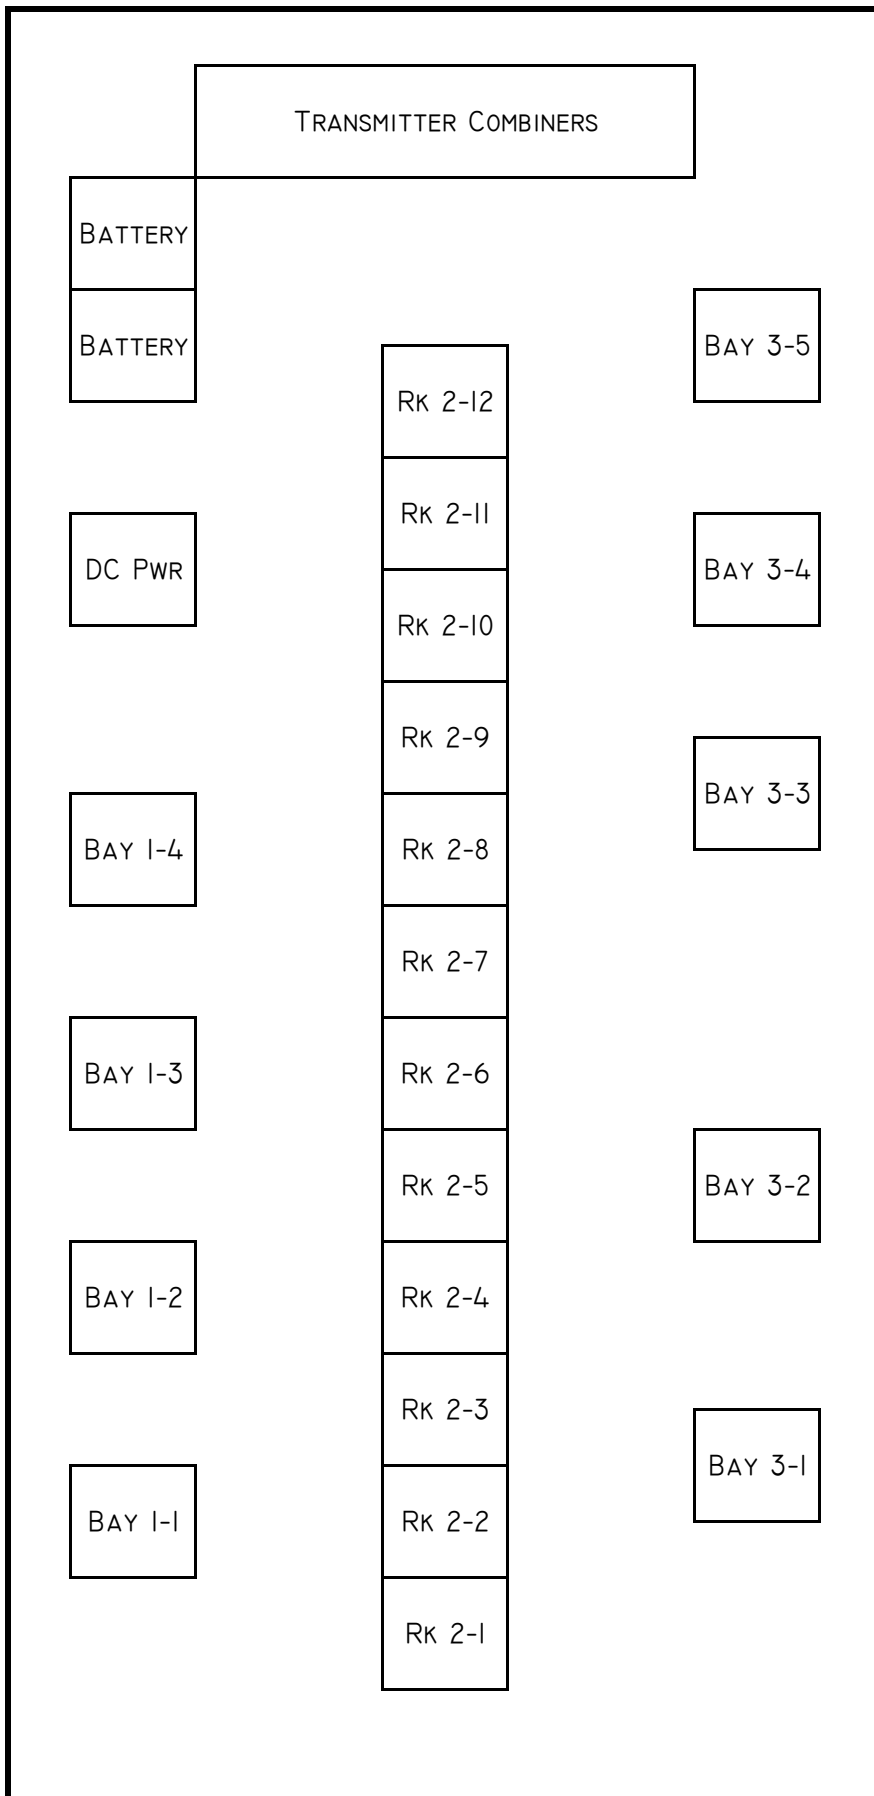 Transmitter Combiners
Battery
Battery
Bay 3-5
Rk 2-12
Rk 2-11
DC Pwr
Bay 3-4
Rk 2-10
Rk 2-9
Bay 3-3
Bay 1-4
Rk 2-8
Rk 2-7
Bay 1-3
Rk 2-6
Rk 2-5
Bay 3-2
Bay 1-2
Rk 2-4
Rk 2-3
Bay 3-1
Bay 1-1
Rk 2-2
Rk 2-1